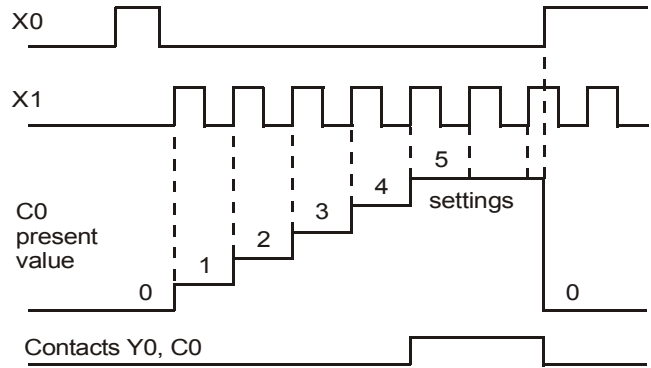 X0
X1
5
4
settings
3
C0
present
value
2
1
0
0
Contacts Y0, C0